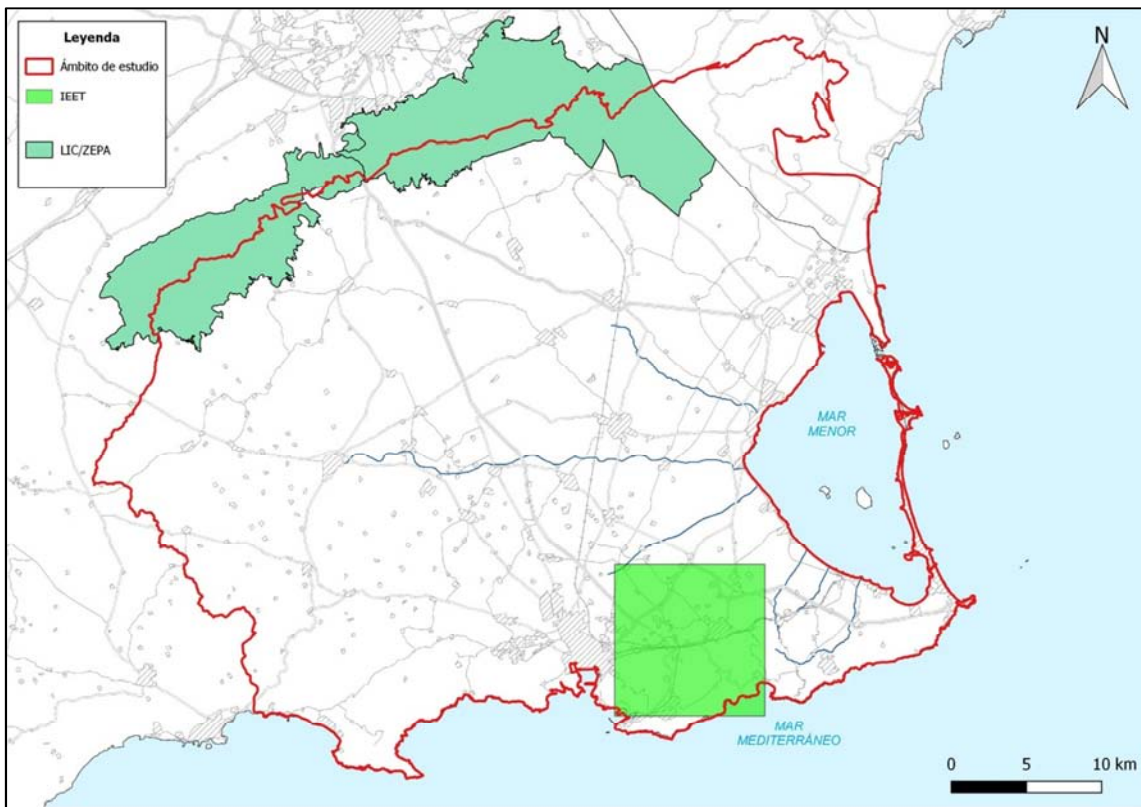 Leyenda
Ámbito de estudio
IEET
LIC/ZEPA
N
MAR
MENOR
MAR
MEDITERRÁNEO
0 5 10 km